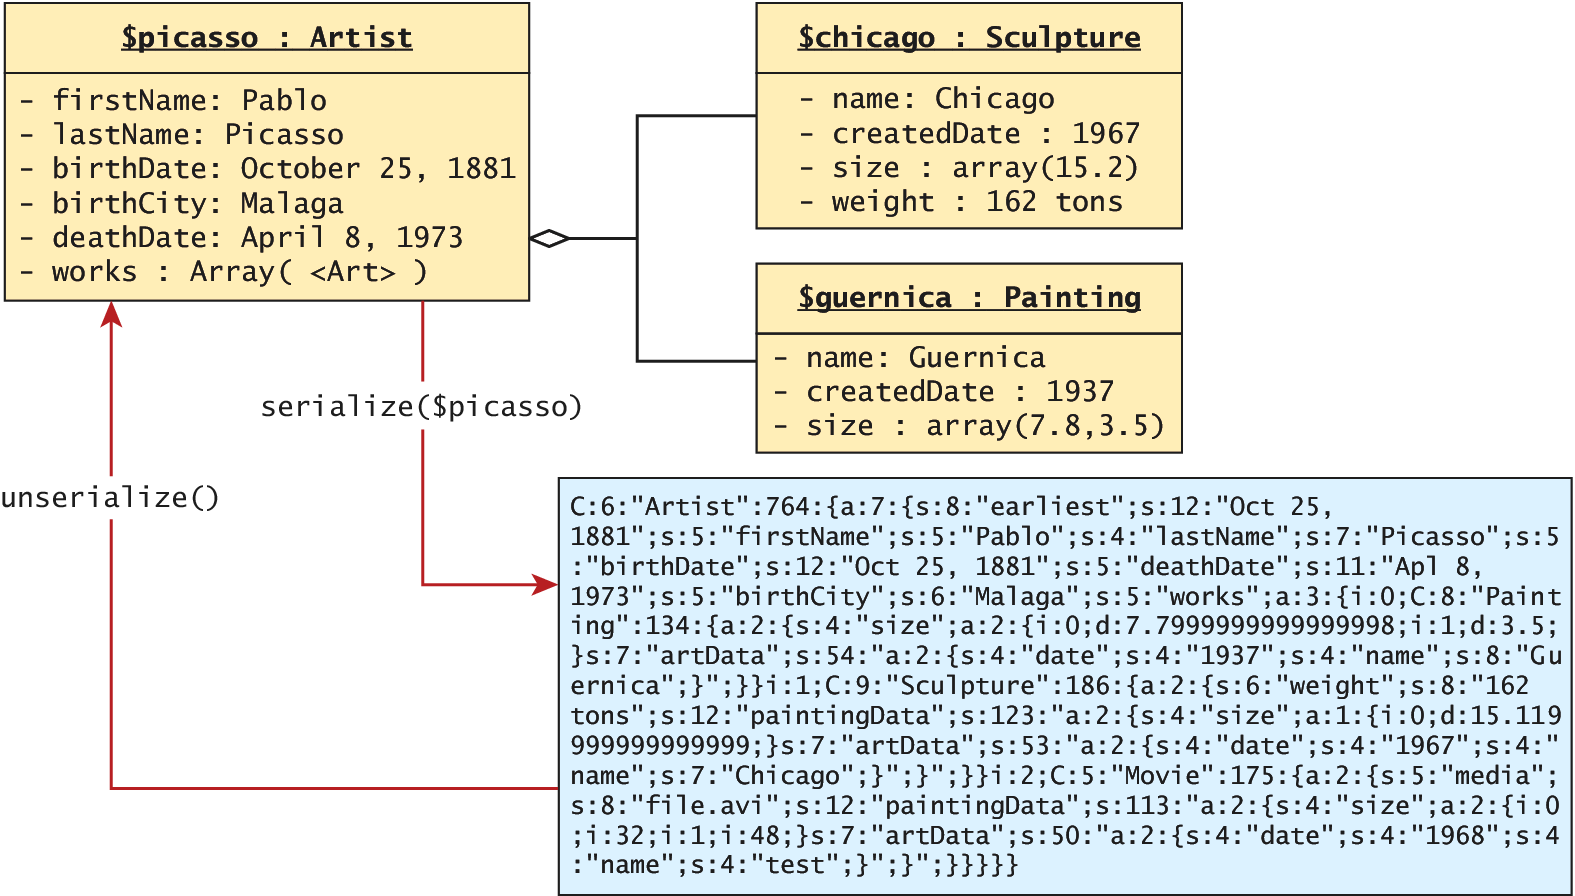 $picasso : Artist
- firstName: Pablo
- lastName: Picasso
- birthDate: October 25, 1881
- birthCity: Malaga
- deathDate: April 8, 1973
- works : Array( <Art> )
$chicago : Sculpture
- name: Chicago
- createdDate : 1967
- size : array(15.2)
- weight : 162 tons
$guernica : Painting
- name: Guernica
- createdDate : 1937
- size : array(7.8,3.5)
serialize($picasso)
unserialize()
C:6:"Artist":764:{a:7:{s:8:"earliest";s:12:"Oct 25,
1881";s:5:"firstName";s:5:"Pablo";s:4:"lastName";s:7:"Picasso";s:5
:"birthDate";s:12:"Oct 25, 1881";s:5:"deathDate";s:11:"Apl 8,
1973";s:5:"birthCity";s:6:"Malaga";s:5:"works";a:3:{i:0;C:8:"Paint
ing":134:{a:2:{s:4:"size";a:2:{i:0;d:7.7999999999999998;i:1;d:3.5;
}s:7:"artData";s:54:"a:2:{s:4:"date";s:4:"1937";s:4:"name";s:8:"Gu
ernica";}";}}i:1;C:9:"Sculpture":186:{a:2:{s:6:"weight";s:8:"162
tons";s:12:"paintingData";s:123:"a:2:{s:4:"size";a:1:{i:0;d:15.119
999999999999;}s:7:"artData";s:53:"a:2:{s:4:"date";s:4:"1967";s:4:"
name";s:7:"Chicago";}";}";}}i:2;C:5:"Movie":175:{a:2:{s:5:"media";
s:8:"file.avi";s:12:"paintingData";s:113:"a:2:{s:4:"size";a:2:{i:0
;i:32;i:1;i:48;}s:7:"artData";s:50:"a:2:{s:4:"date";s:4:"1968";s:4
:"name";s:4:"test";}";}";}}}}}